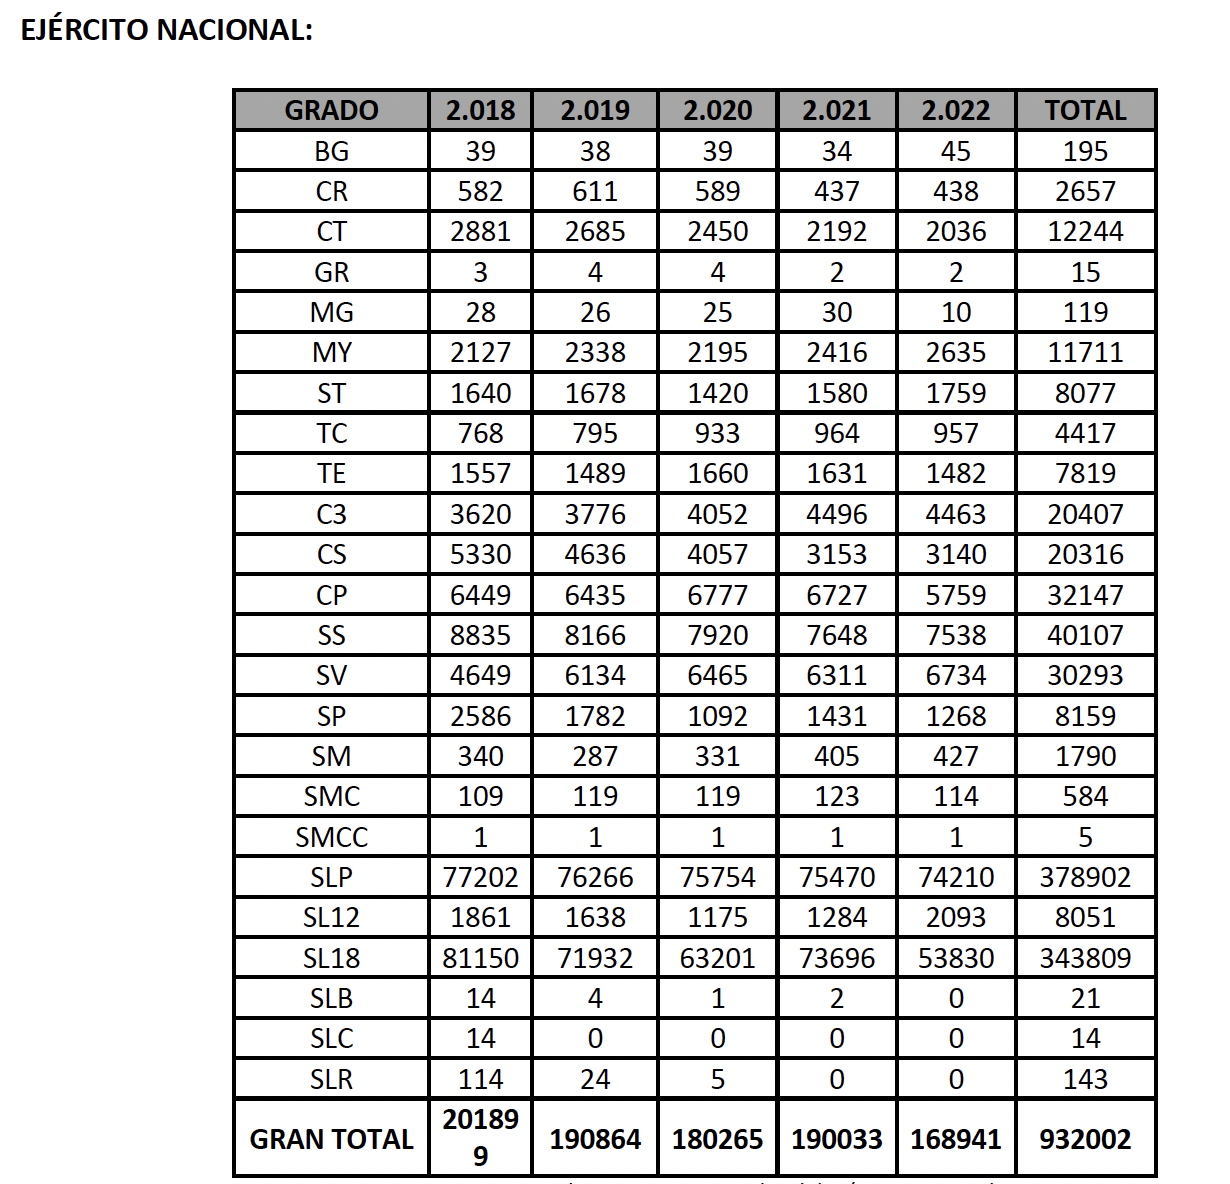 EJÉRCITO NACIONAL:
GRADO 2.018 2.019 2.020 2.021 2.022 TOTAL
BG 39 38 39 34 45 195
CR 582 611 589 437 438 2657
CT 2881 2685 2450 2192 2036 12244
GR 3 4 4 2 2 15
MG 28 26 25 30 10 119
MY 2127 2338 2195 2416 2635 11711
ST 1640 1678 1420 1580 1759 8077
TC 768 795 933 964 957 4417
TE 1557 1489 1660 1631 1482 7819
C3 3620 3776 4052 4496 4463 20407
CS 5330 4636 4057 3153 3140 20316
CP 6449 6435 6777 6727 5759 32147
SS 8835 8166 7920 7648 7538 40107
SV 4649 6134 6465 6311 6734 30293
SP 2586 1782 1092 1431 1268 8159
SM 340 287 331 405 427 1790
SMC 109 119 119 123 114 584
SMCC 1 1 1 1 1 5
SLP 77202 76266 75754 75470 74210 378902
SL12 1861 1638 1175 1284 2093 8051
SL18 81150 71932 63201 73696 53830 343809
SLB 14 4 1 2 0 21
SLC 14 0 0 0 0 14
SLR 114 24 5 0 0 143
GRAN TOTAL 201899 190864 180265 190033 168941 932002